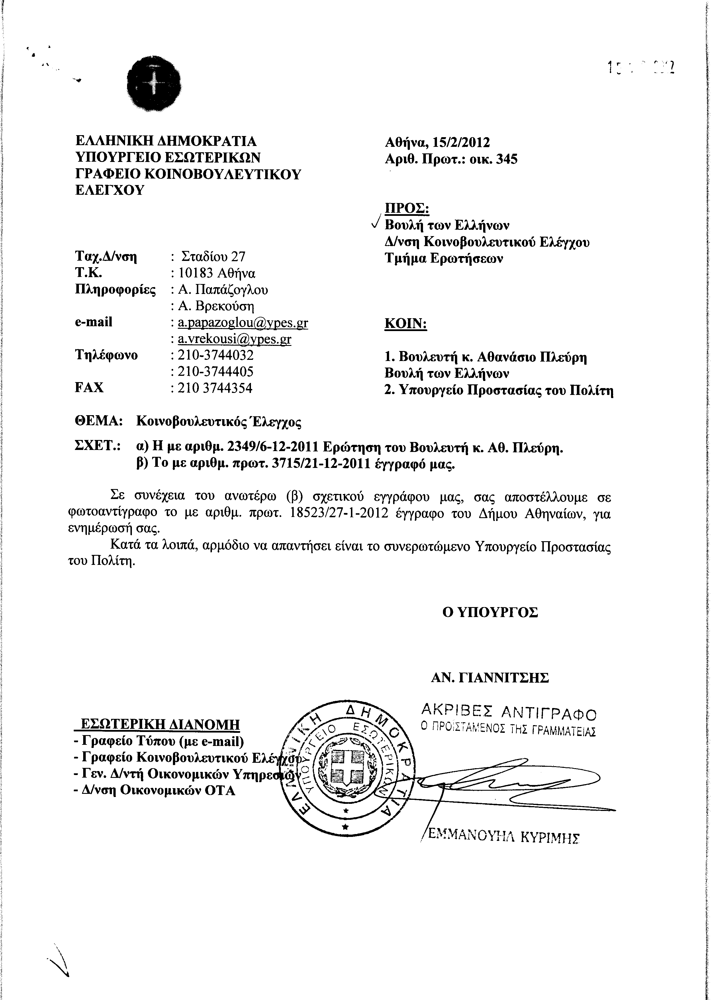 ΕΛΛΗΝΙΚΗ ΔΗΜΟΚΡΑΤΙΑ
ΥΠΟΥΡΓΕΙΟ ΕΣΩΤΕΡΙΚΩΝ
ΓΡΑΦΕΙΟ ΚΟΙΝΟΒΟΥΛΕΥΤΙΚΟΥ
ΕΛΕΓΧΟΥ
Αθήνα, 15/2/2012
Αριθ. Πρωτ.: οικ. 345
ΠΡΟΣ:
Βουλή των Ελλήνων
Δ/νση Κοινοβουλευτικού Ελέγχου
Τμήμα Ερωτήσεων
Ταχ.Δ/νση : Σταδίου 27
Τ.Κ. : 10183 Αθήνα
Πληροφορίες : Α. Παπάζογλου
: Α. Βρεκούση
e-mail : a.papazoglou@ypes.gr
: a.vrekousi@ypes.gr
Τηλέφωνο : 210-3744032
: 210-3744405
FAX : 210 3744354
ΚΟΙΝ:
1. Βουλευτή κ. Αθανάσιο Πλεύρη
Βουλή των Ελλήνων
2. Υπουργείο Προστασίας του Πολίτη
ΘΕΜΑ: Κοινοβουλευτικός Έλεγχος
ΣΧΕΤ.: α) Η με αριθμ. 2349/6-12-2011 Ερώτηση του Βουλευτή κ. Αθ. Πλεύρη.
β) Το με αριθμ. πρωτ. 3715/21-12-2011 έγγραφό μας.
Σε συνέχεια του ανωτέρω (β) σχετικού εγγράφου μας, σας αποστέλλουμε σε
φωτοαντίγραφο το με αριθμ. πρωτ. 18523/27-1-2012 έγγραφο του Δήμου Αθηναίων, για
ενημέρωσή σας.
Κατά τα λοιπά, αρμόδιο να απαντήσει είναι το συνερωτώμενο Υπουργείο Προστασίας
του Πολίτη.
Ο ΥΠΟΥΡΓΟΣ
ΑΝ. ΓΙΑΝΝΙΤΣΗΣ
ΑΚΡΙΒΕΣ ΑΝΤΙΓΡΑΦΟ
Ο ΠΡΟΪΣΤΑΜΕΝΟΣ ΤΗΣ ΓΡΑΜΜΑΤΕΙΑΣ
ΕΣΩΤΕΡΙΚΗ ΔΙΑΝΟΜΗ
- Γραφείο Τύπου (με e-mail)
- Γραφείο Κοινοβουλευτικού Ελέγχου
- Γεν. Δ/ντή Οικονομικών Υπηρεσιών
- Δ/νση Οικονομικών ΟΤΑ
ΕΛΛΗΝΙΚΗ ΔΗΜΟΚΡΑΤΙΑ
ΥΠΟΥΡΓΕΙΟ ΕΣΩΤΕΡΙΚΩΝ
ΕΜΜΑΝΟΥΗΛ ΚΥΡΙΜΗΣ